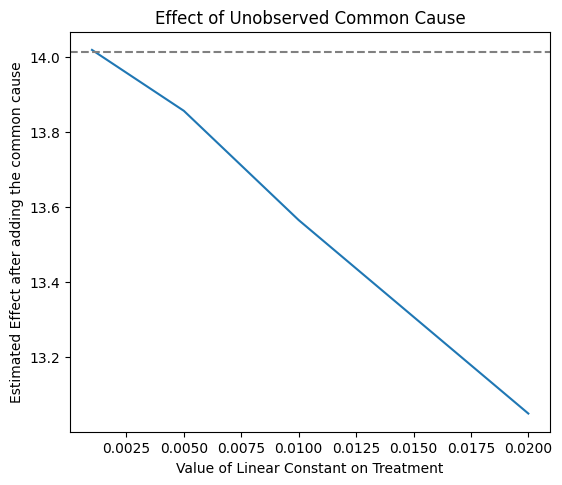 Effect of Unobserved Common Cause
Estimated Effect after adding the common cause
14.0
13.8
13.6
13.4
13.2
0.0025 0.0050 0.0075 0.0100 0.0125 0.0150 0.0175 0.0200
Value of Linear Constant on Treatment